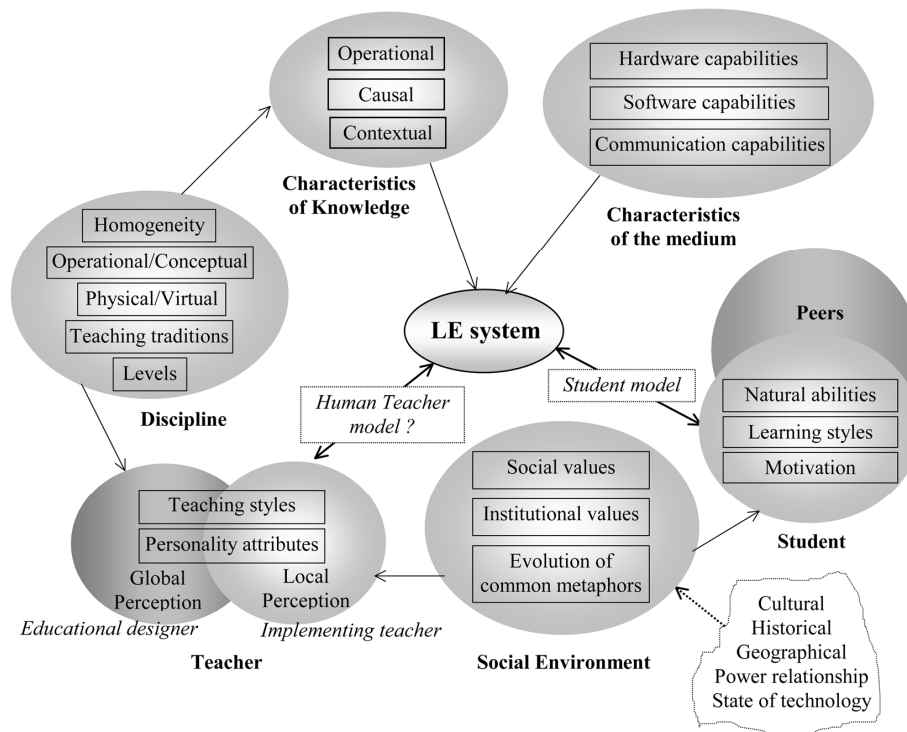 Operational
Causal
Contextual
Characteristics
of Knowledge
Hardware capabilities
Software capabilities
Communication capabilities
Characteristics
of the medium
Homogeneity
Operational/Conceptual
Physical/Virtual
Teaching traditions
Levels
Discipline
LE system
Peers
Human Teacher
model ?
Student model
Natural abilities
Learning styles
Motivation
Student
Teaching styles
Personality attributes
Global
Perception
Local
Perception
Educational designer
Implementing teacher
Teacher
Social values
Institutional values
Evolution of
common metaphors
Social Environment
Cultural
Historical
Geographical
Power relationship
State of technology